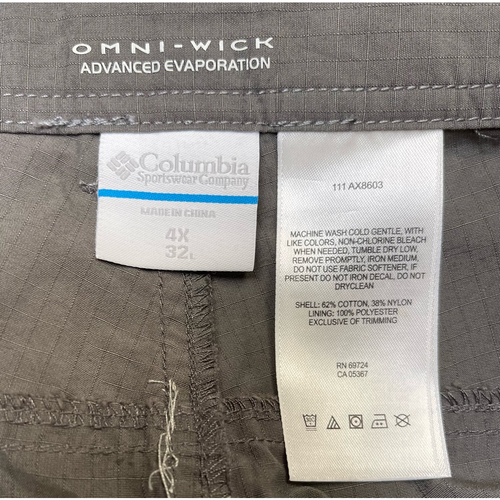 OMNI-WICK
ADVANCED EVAPORATION
Columbia
Sportswear Company
MADE IN CHINA
4X
32L
111 AX8603
MACHINE WASH COLD GENTLE, WITH
LIKE COLORS, NON-CHLORINE BLEACH
WHEN NEEDED, TUMBLE DRY LOW,
REMOVE PROMPTLY, IRON MEDIUM,
DO NOT USE FABRIC SOFTENER, IF
PRESENT DO NOT IRON DECAL, DO NOT
DRYCLEAN
SHELL: 62% COTTON, 38% NYLON
LINING: 100% POLYESTER
EXCLUSIVE OF TRIMMING
RN 69724
CA 05367